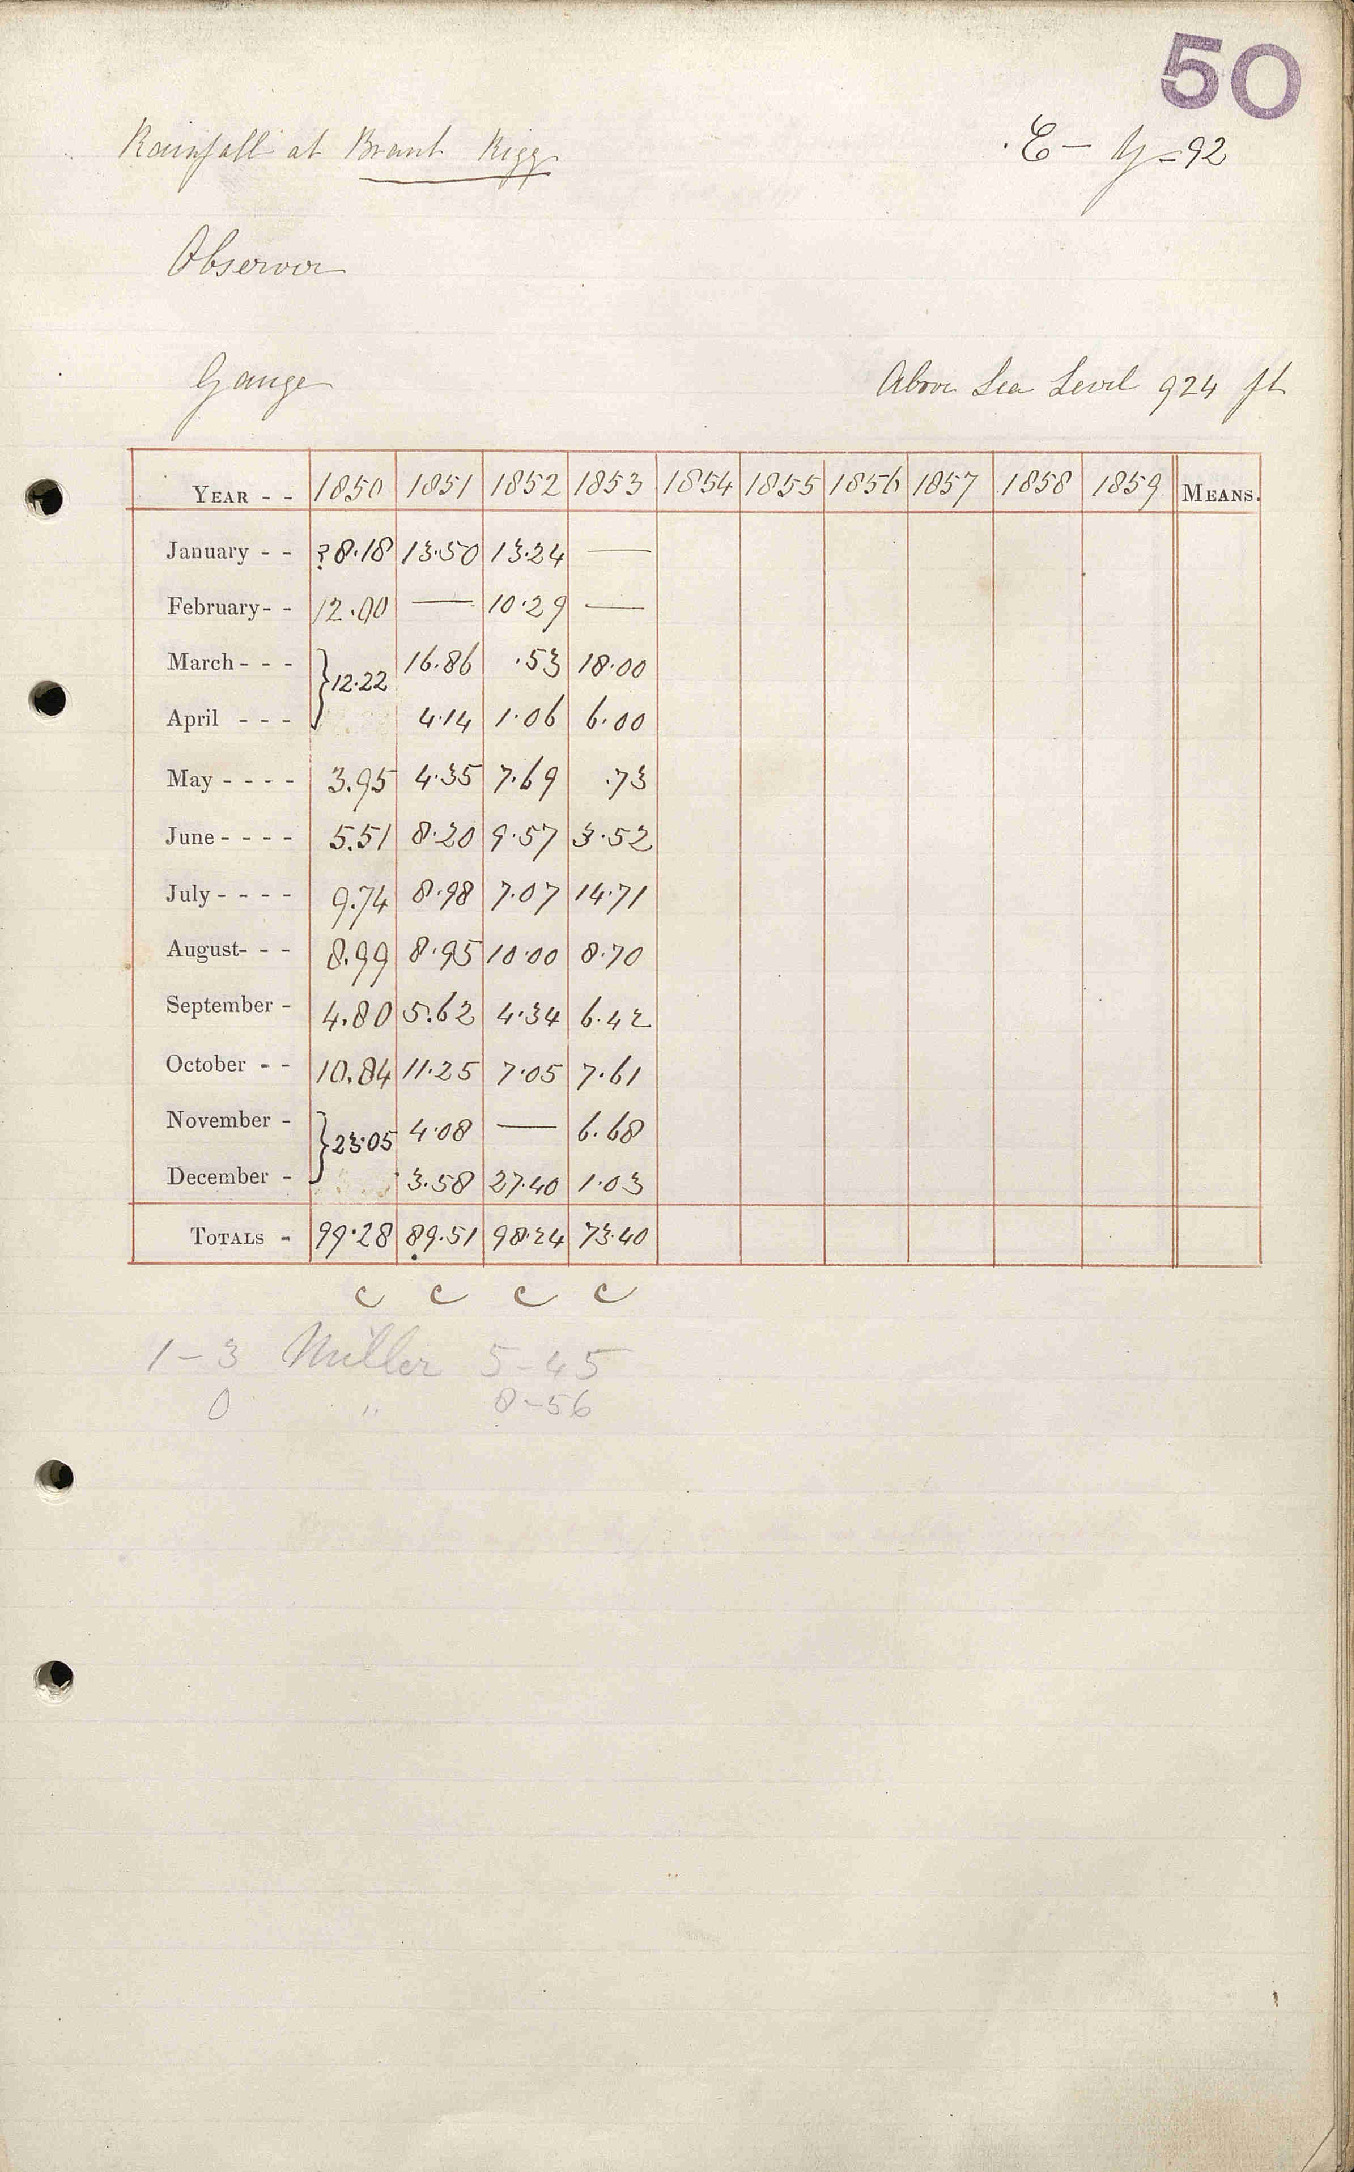 50
Rainfall at Brant Rigg
E - y = 92
Observer
Gauge
Above Sea Level 924 ft
YEAR - - 1850 1851 1852 1853 1854 1855 1856 1857 1858 1859 MEANS.
January - - ?8.18 13.50 13.24 —
February - - 12.00 — 10.29 —
March - - - } 12.22 16.86 .53 18.00
April - - - 4.14 1.06 6.00
May - - - - 3.95 4.35 7.69 .73
June - - - - 5.51 8.20 9.57 3.52
July - - - - 9.74 8.98 7.07 14.71
August - - - 8.99 8.95 10.00 8.70
September - 4.80 5.62 4.34 6.42
October - - 10.84 11.25 7.05 7.61
November - } 23.05 4.08 — 6.68
December - 3.58 27.40 1.03
TOTALS - 99.28 89.51 98.24 73.40
c c c c
1-3 Miller 5-45
0 " 8-56